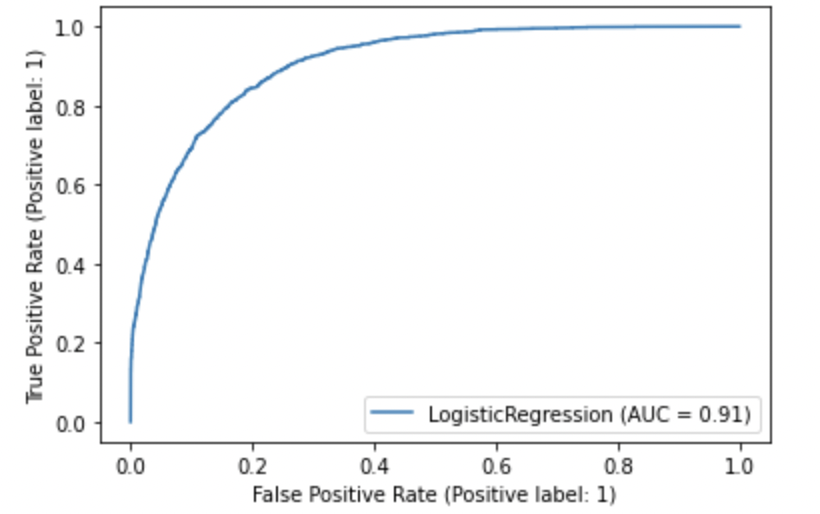 1.0
0.8
0.6
0.4
0.2
0.0
True Positive Rate (Positive label: 1)
LogisticRegression (AUC = 0.91)
0.0 0.2 0.4 0.6 0.8 1.0
False Positive Rate (Positive label: 1)